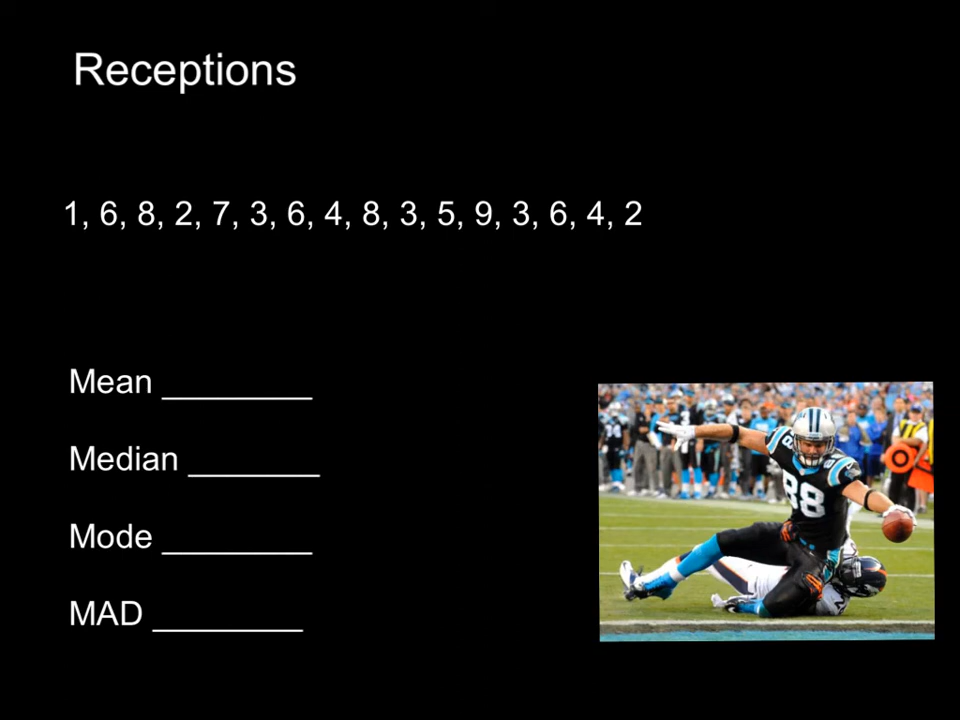 Receptions
1, 6, 8, 2, 7, 3, 6, 4, 8, 3, 5, 9, 3, 6, 4, 2
Mean ________
Median _______
Mode ________
MAD ________
88